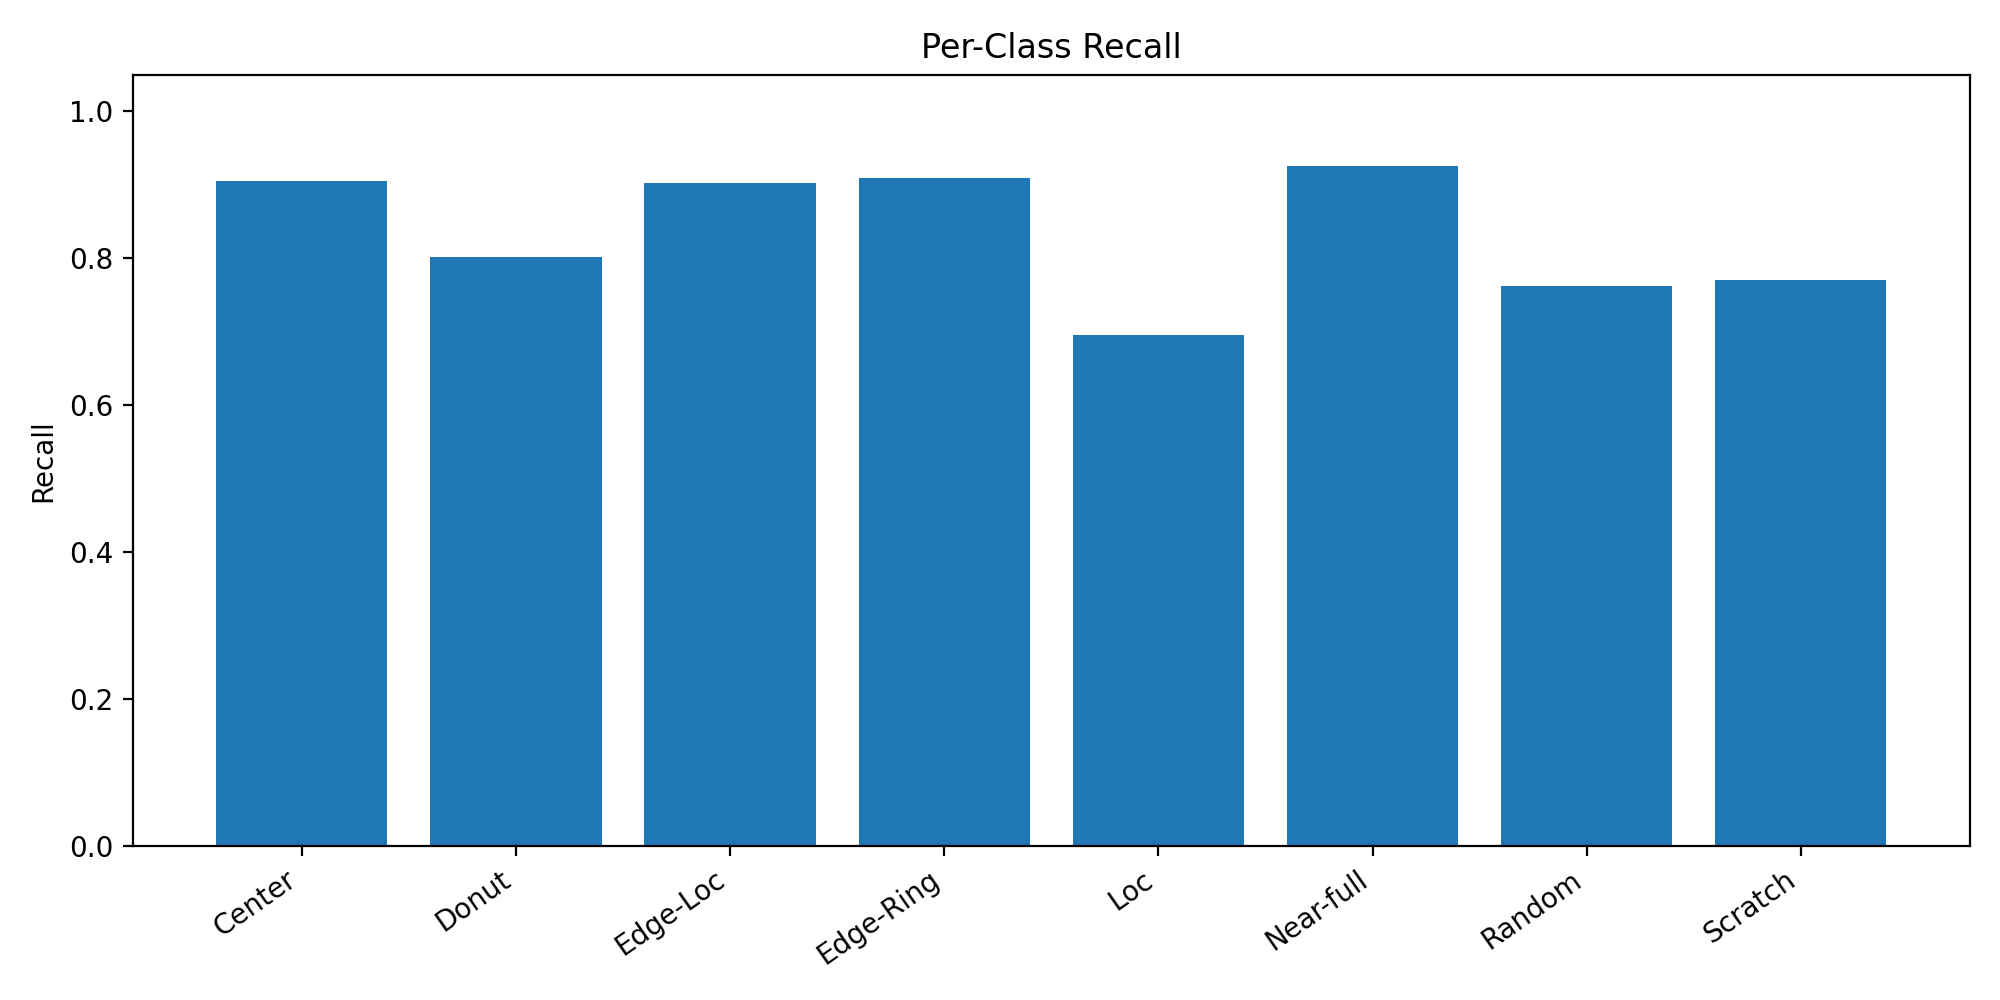 Per-Class Recall
1.0
0.8
0.6
0.4
0.2
0.0
Recall
Center
Donut
Edge-Loc
Edge-Ring
Loc
Near-full
Random
Scratch